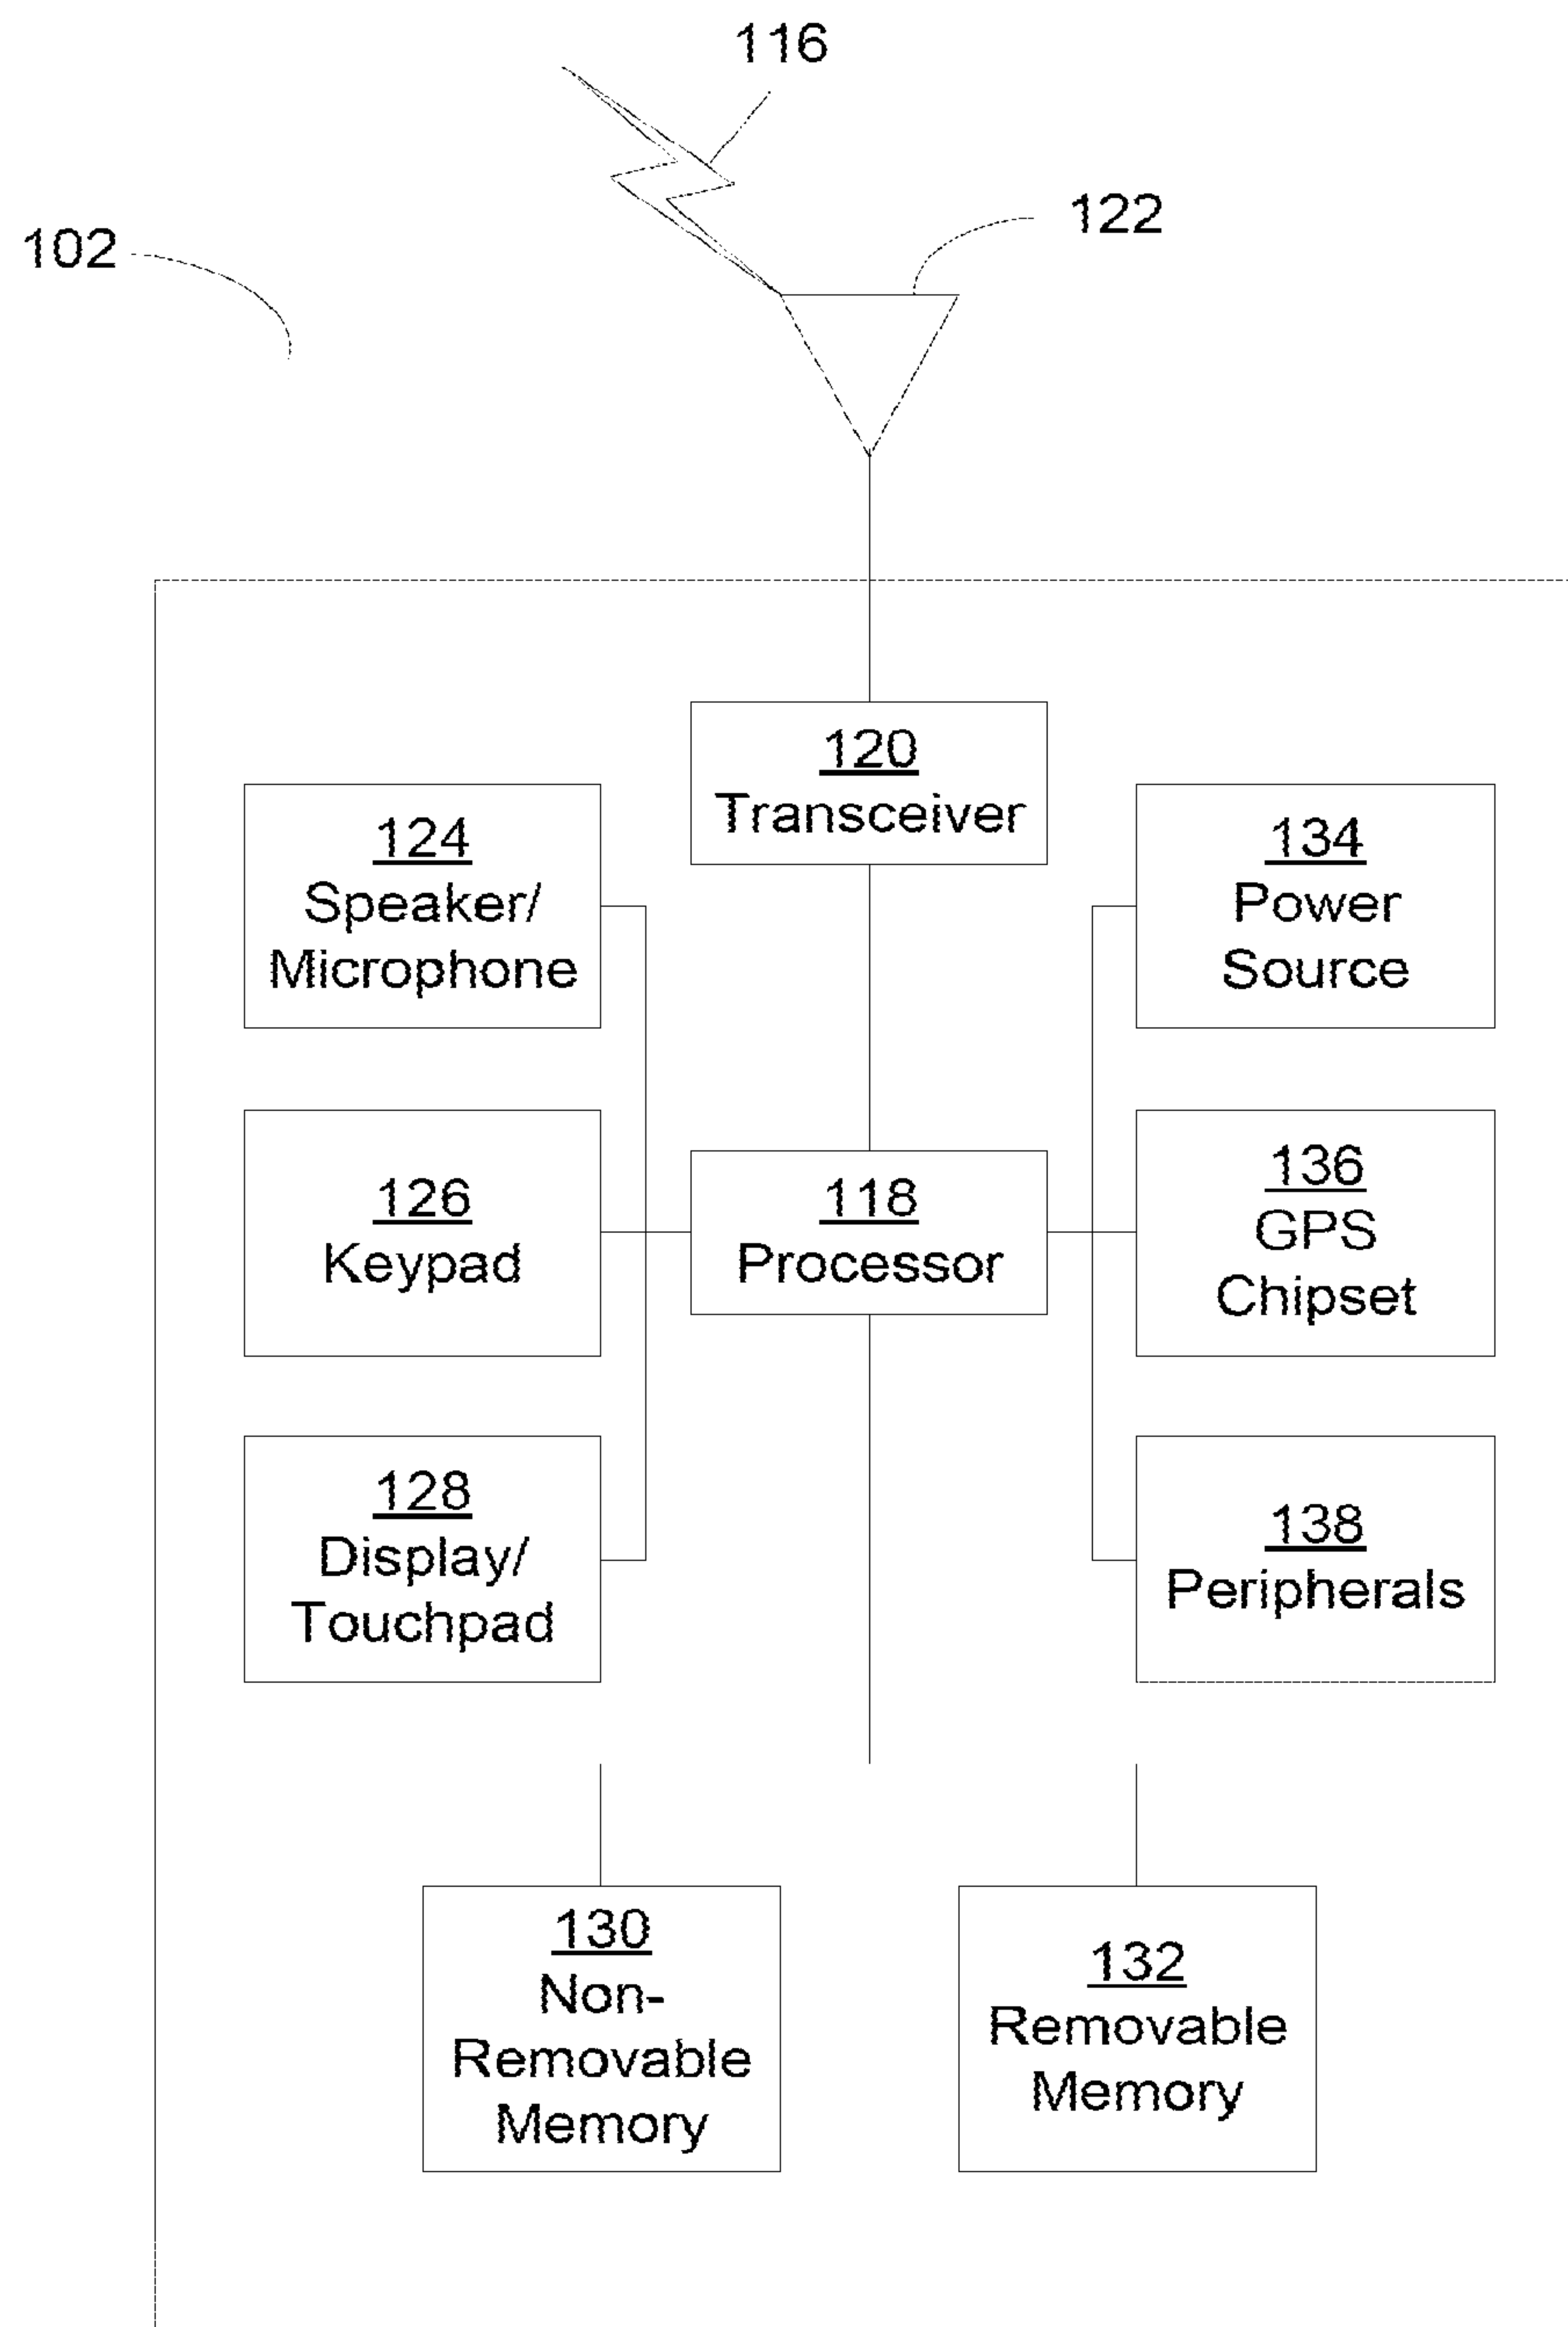 116
122
102
120
Transceiver
124
Speaker/
Microphone
134
Power
Source
126
Keypad
118
Processor
136
GPS
Chipset
128
Display/
Touchpad
138
Peripherals
130
Non-
Removable
Memory
132
Removable
Memory